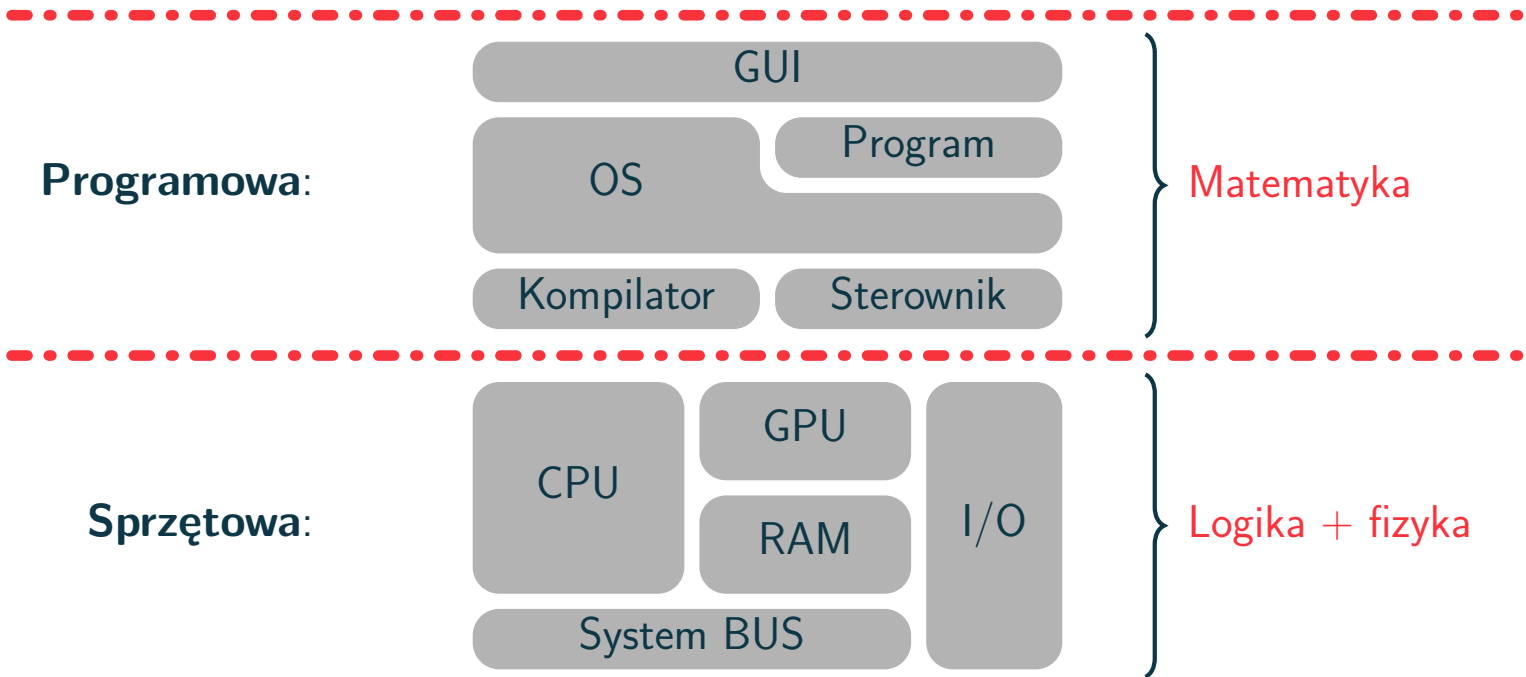 GUI
Program
Programowa:
OS
Matematyka
Kompilator
Sterownik
GPU
CPU
Sprzętowa:
RAM
I/O
Logika + fizyka
System BUS